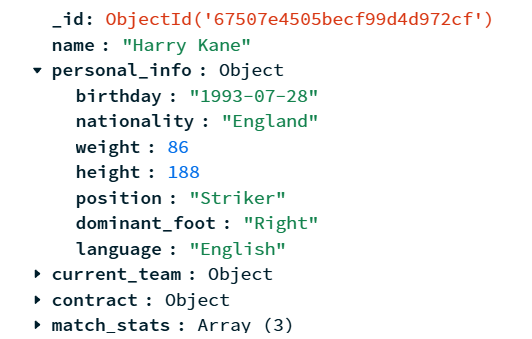 _id: ObjectId('67507e4505becf99d4d972cf')
name : "Harry Kane"
personal_info : Object
birthday : "1993-07-28"
nationality : "England"
weight : 86
height : 188
position : "Striker"
dominant_foot : "Right"
language : "English"
current_team : Object
contract : Object
match_stats : Array (3)